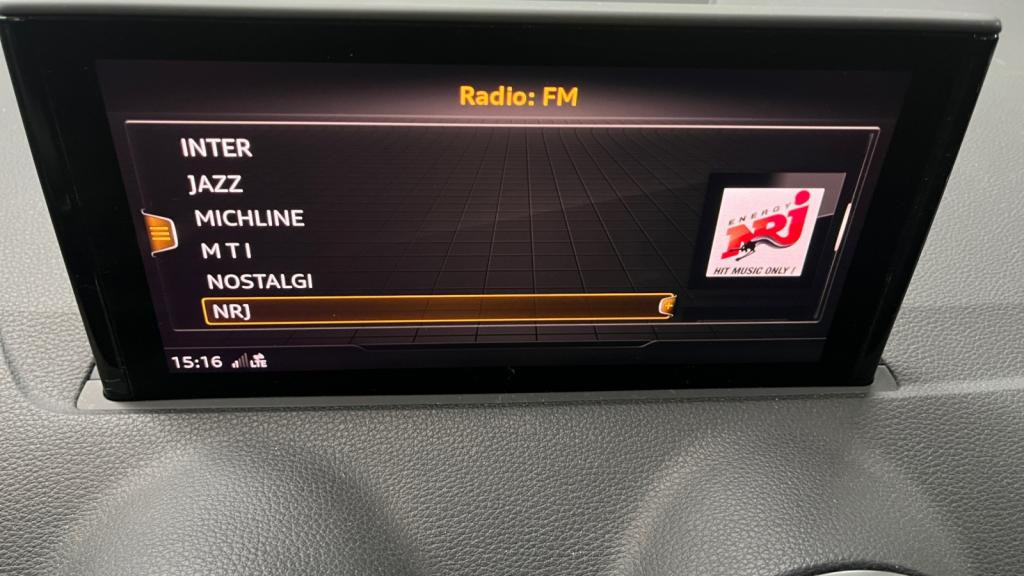 Radio: FM
INTER
JAZZ
MICHLINE
M T I
NOSTALGI
NRJ
ENERGY
NRJ
HIT MUSIC ONLY !
15:16 LTE